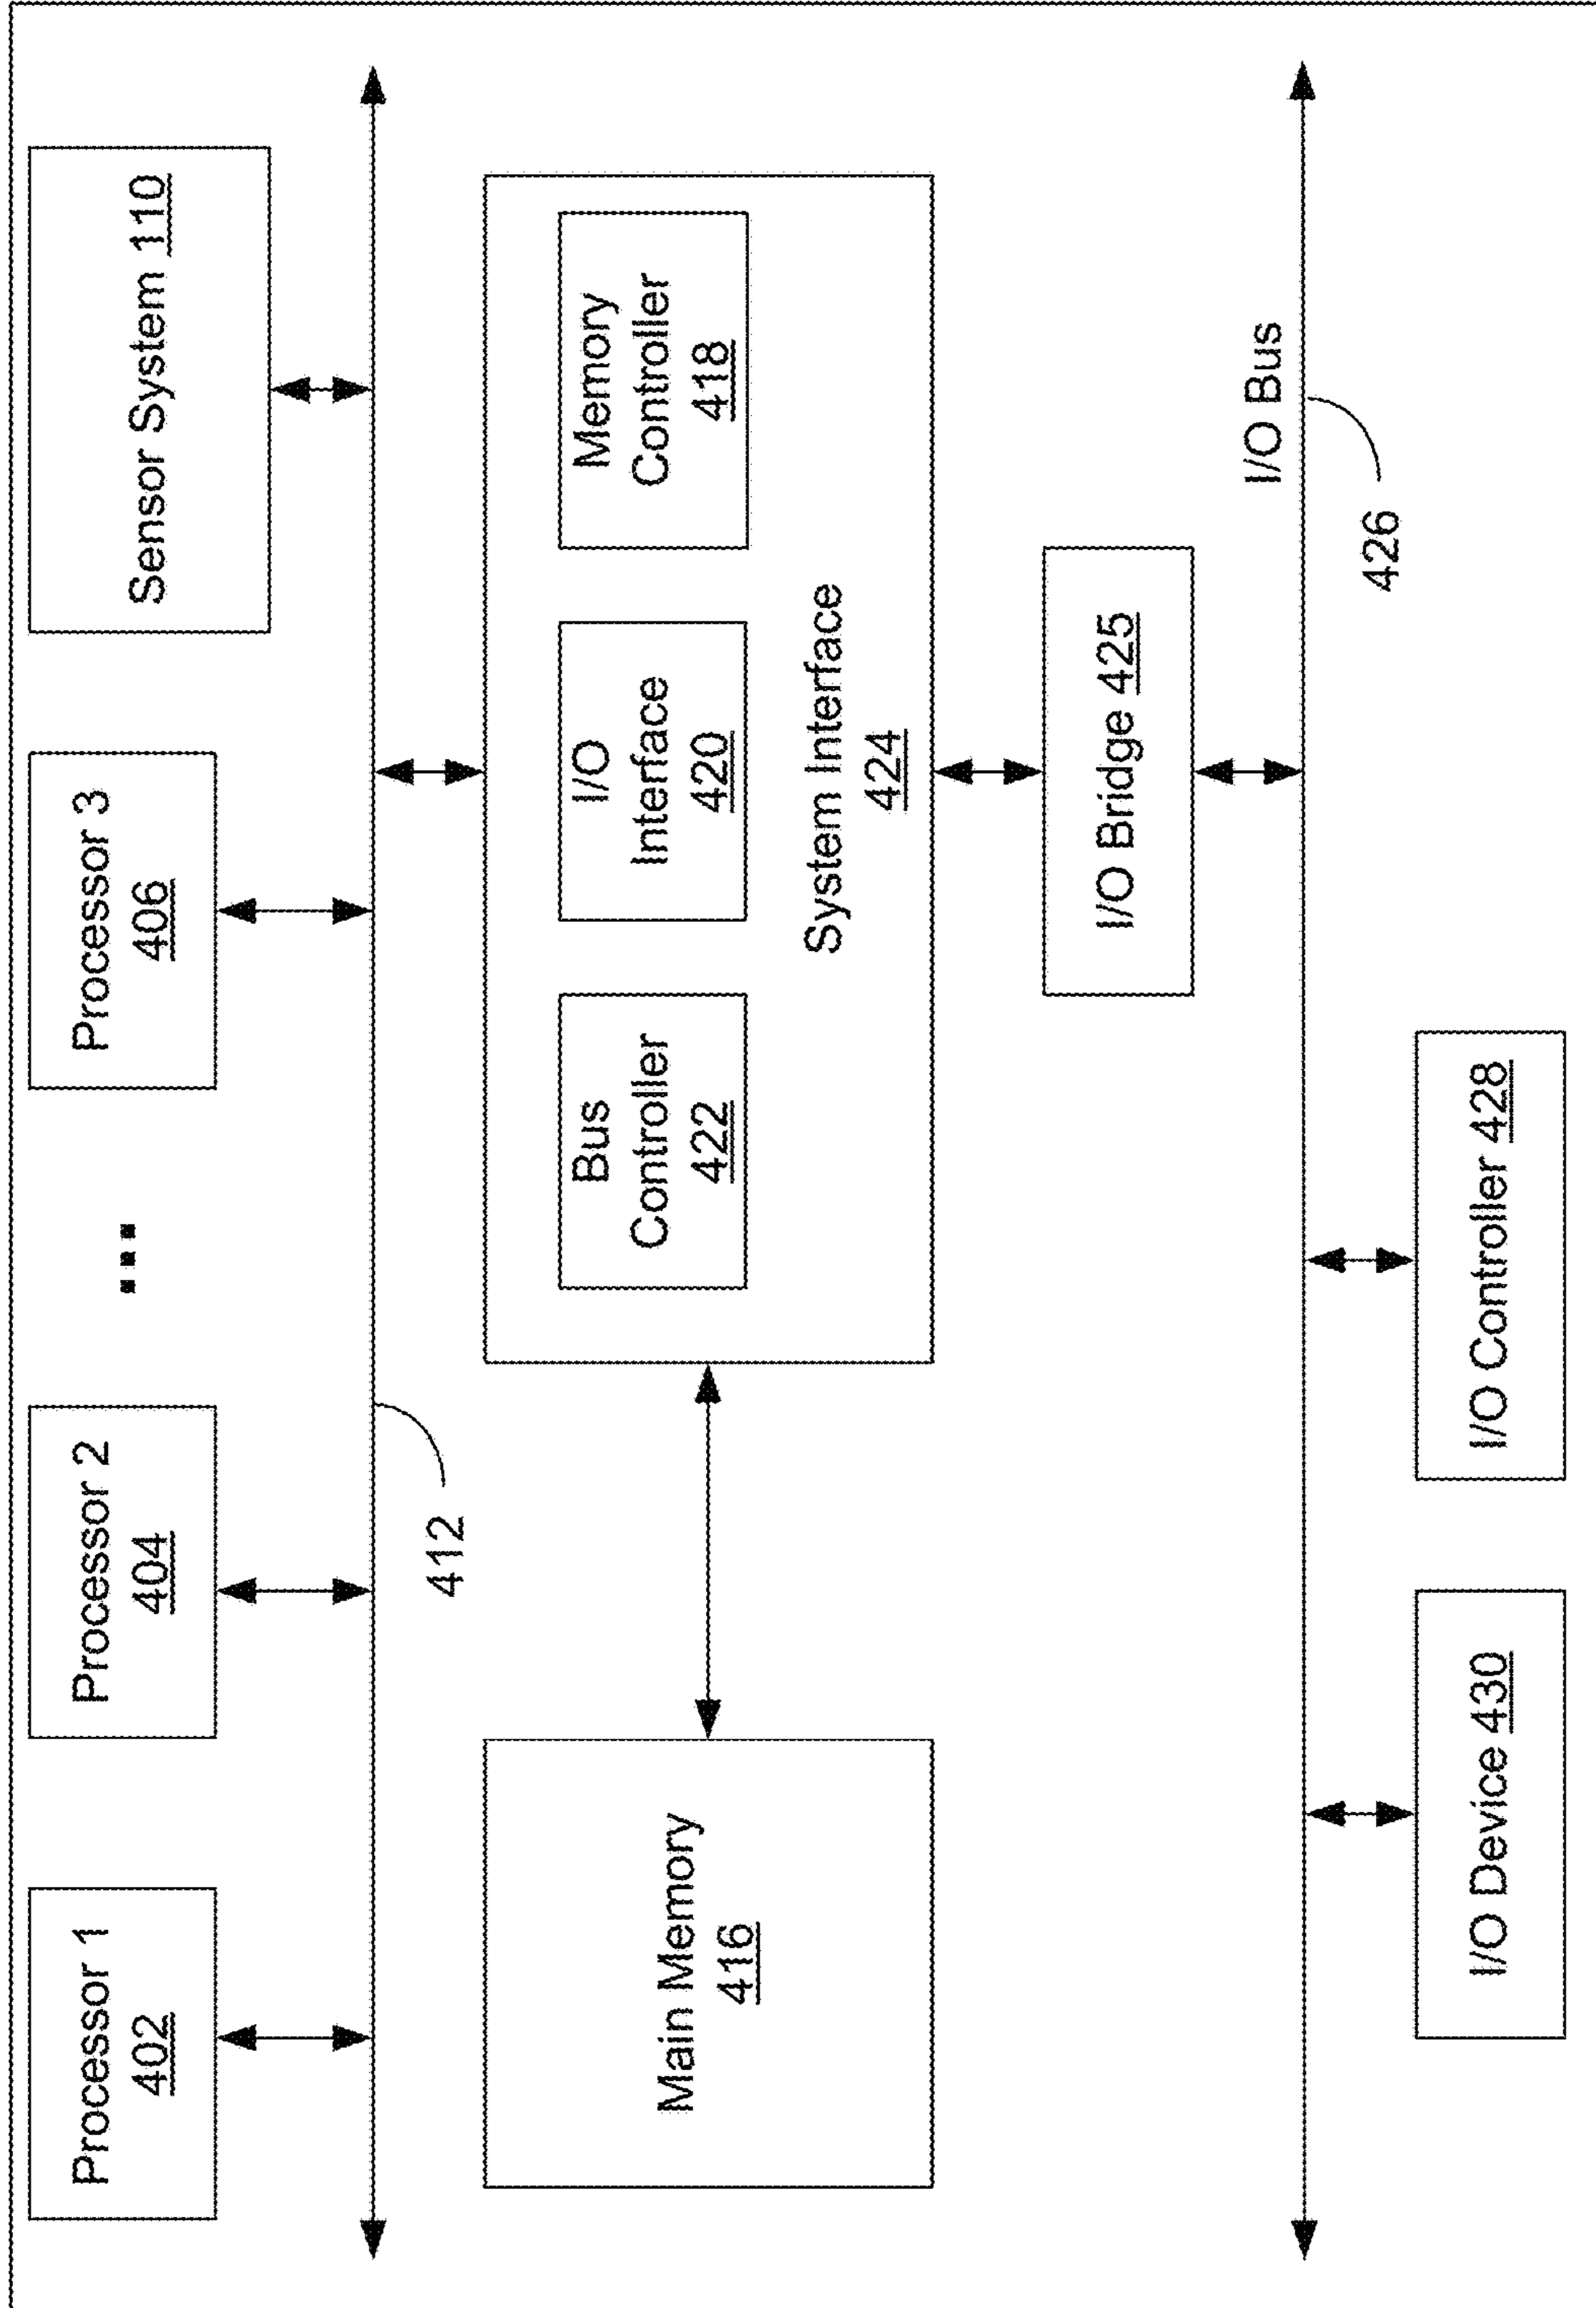 Processor 1
402
Processor 2
404
Processor 3
406
Sensor System 110
412
Main Memory
416
Bus
Controller
422
I/O
Interface
420
Memory
Controller
418
System Interface
424
I/O Bridge 425
I/O Bus
426
I/O Device 430
I/O Controller 428